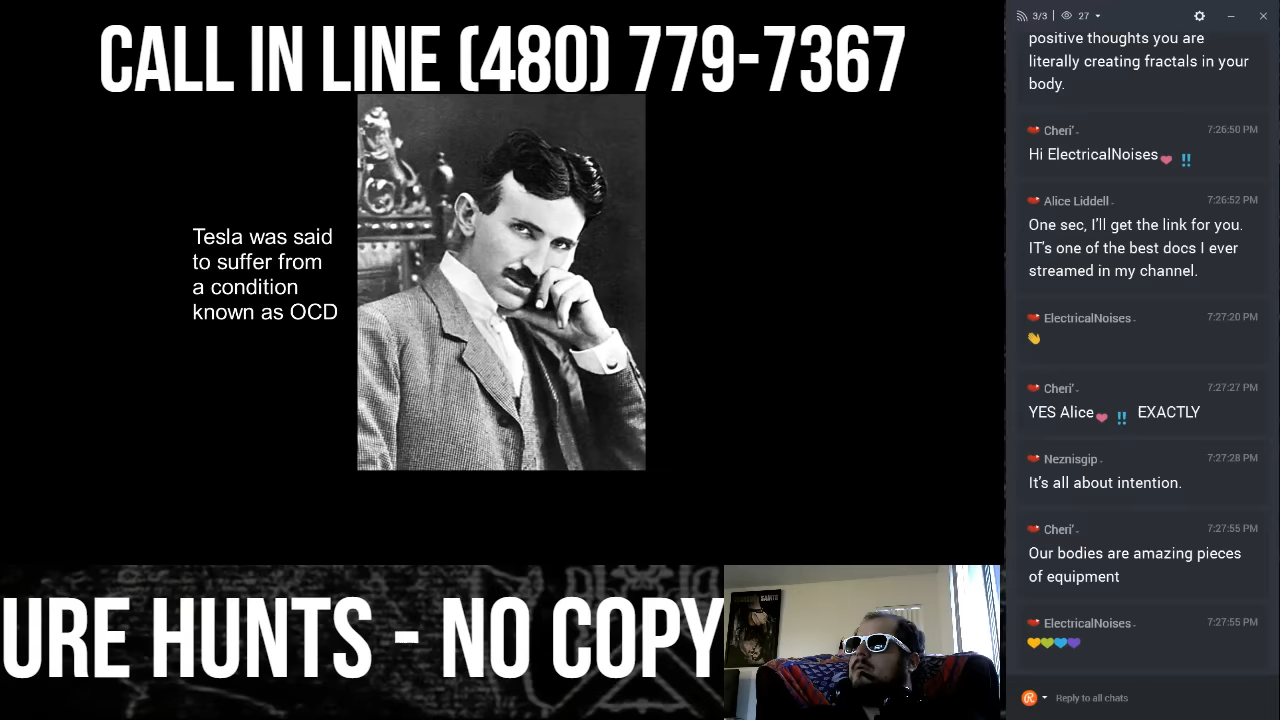 CALL IN LINE (480) 779-7367
Tesla was said
to suffer from
a condition
known as OCD
URE HUNTS - NO COPY
3/3 27
positive thoughts you are
literally creating fractals in your
body.
Cheri' 7:26:50 PM
Hi ElectricalNoises ‼
Alice Liddell 7:26:52 PM
One sec, I'll get the link for you.
IT's one of the best docs I ever
streamed in my channel.
ElectricalNoises 7:27:20 PM
Cheri' 7:27:27 PM
YES Alice ‼ EXACTLY
Neznisgip 7:27:28 PM
It's all about intention.
Cheri' 7:27:55 PM
Our bodies are amazing pieces
of equipment
ElectricalNoises 7:27:55 PM
Reply to all chats